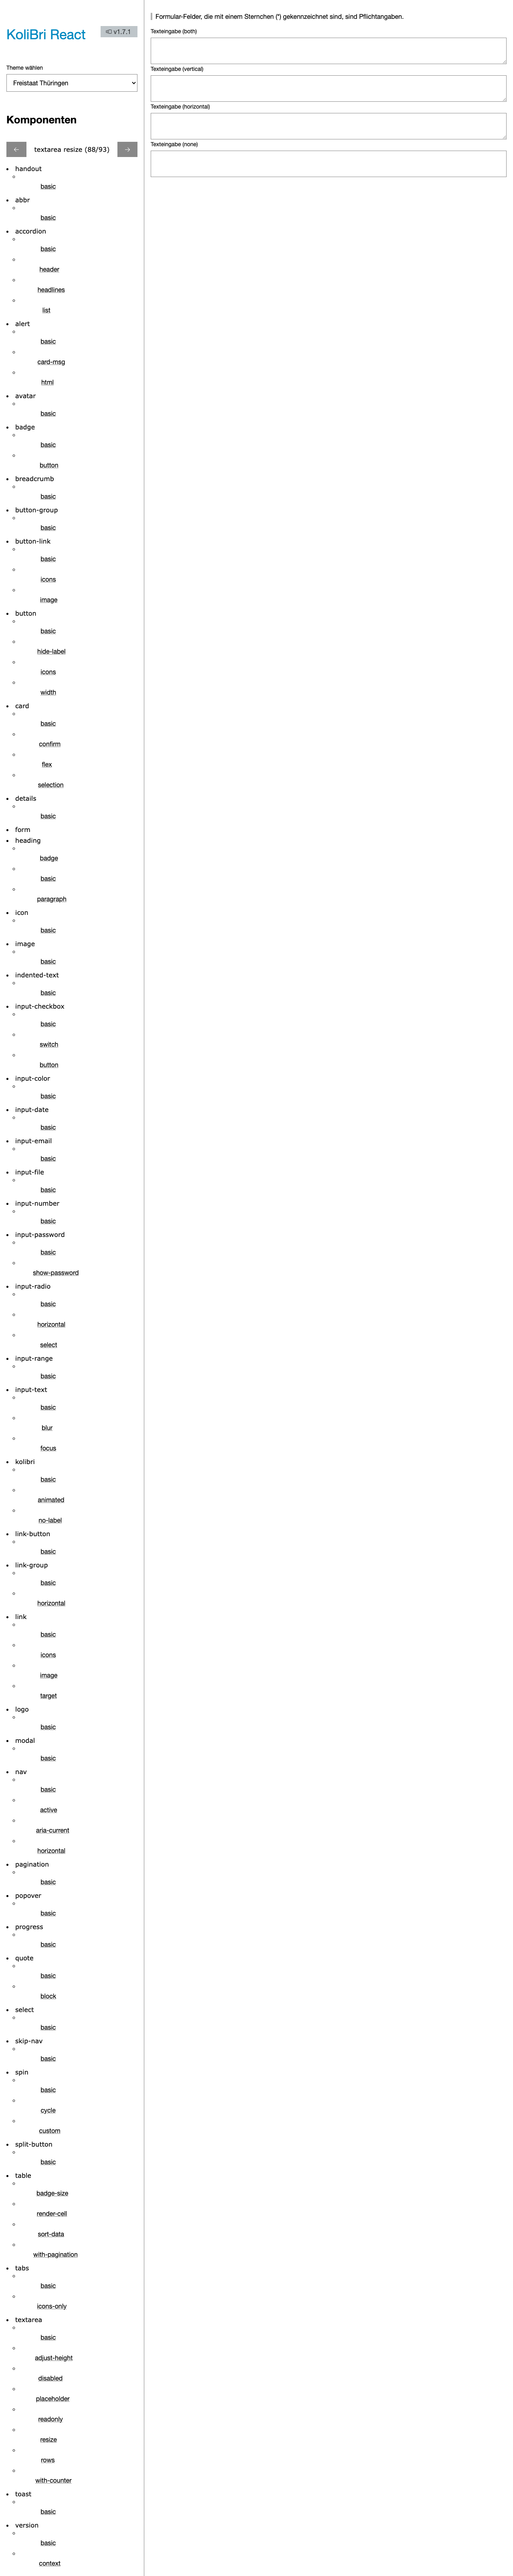 KoliBri React
v1.7.1
Theme wählen
Freistaat Thüringen
Komponenten
← textarea resize (88/93) →
handout
basic
abbr
basic
accordion
basic
header
headlines
list
alert
basic
card-msg
html
avatar
basic
badge
basic
button
breadcrumb
basic
button-group
basic
button-link
basic
icons
image
button
basic
hide-label
icons
width
card
basic
confirm
flex
selection
details
basic
form
heading
badge
basic
paragraph
icon
basic
image
basic
indented-text
basic
input-checkbox
basic
switch
button
input-color
basic
input-date
basic
input-email
basic
input-file
basic
input-number
basic
input-password
basic
show-password
input-radio
basic
horizontal
select
input-range
basic
input-text
basic
blur
focus
kolibri
basic
animated
no-label
link-button
basic
link-group
basic
horizontal
link
basic
icons
image
target
logo
basic
modal
basic
nav
basic
active
aria-current
horizontal
pagination
basic
popover
basic
progress
basic
quote
basic
block
select
basic
skip-nav
basic
spin
basic
cycle
custom
split-button
basic
table
badge-size
render-cell
sort-data
with-pagination
tabs
basic
icons-only
textarea
basic
adjust-height
disabled
placeholder
readonly
resize
rows
with-counter
toast
basic
version
basic
context
Formular-Felder, die mit einem Sternchen (*) gekennzeichnet sind, sind Pflichtangaben.
Texteingabe (both)
Texteingabe (vertical)
Texteingabe (horizontal)
Texteingabe (none)